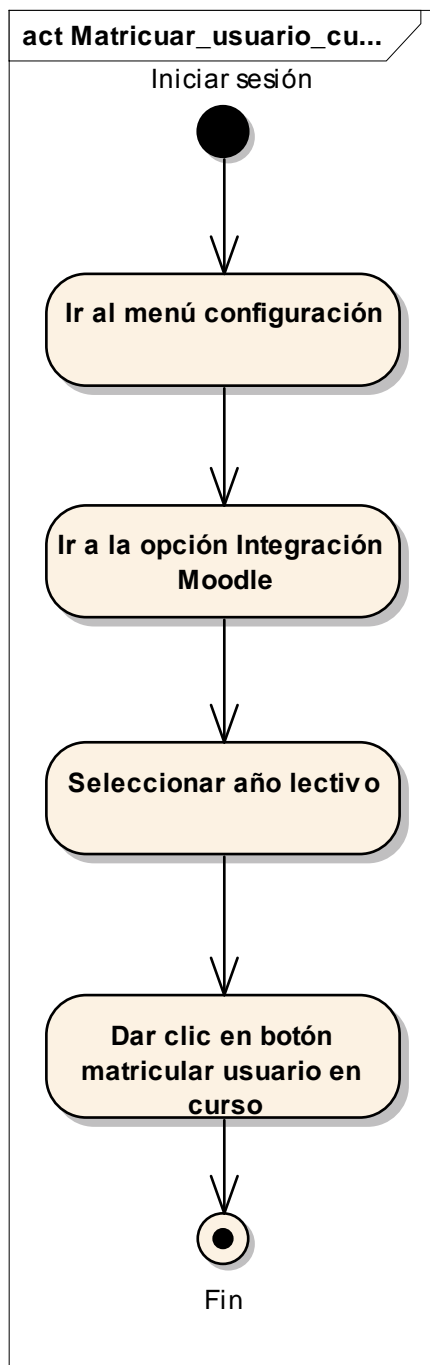 act Matricuar_usuario_cu...
Iniciar sesión
Ir al menú configuración
Ir a la opción Integración
Moodle
Seleccionar año lectivo
Dar clic en botón
matricular usuario en
curso
Fin